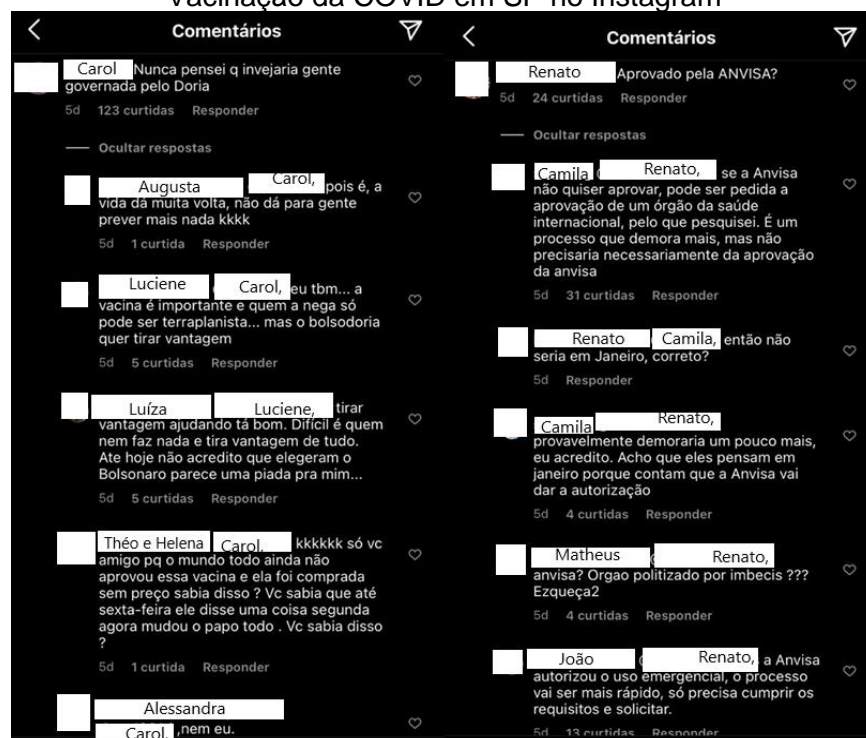 Vacinação da COVID em SP no Instagram
Comentários
Carol Nunca pensei q invejaria gente
governada pelo Doria
5d 123 curtidas Responder
Ocultar respostas
Augusta Carol, pois é, a
vida dá muita volta, não dá para gente
prever mais nada kkkk
5d 1 curtida Responder
Luciene Carol, eu tbm... a
vacina é importante e quem a nega só
pode ser terraplanista... mas o bolsodoria
quer tirar vantagem
5d 5 curtidas Responder
Luíza Luciene, tirar
vantagem ajudando tá bom. Difícil é quem
nem faz nada e tira vantagem de tudo.
Ate hoje não acredito que elegeram o
Bolsonaro parece uma piada pra mim...
5d 5 curtidas Responder
Théo e Helena Carol, kkkkkk só vc
amigo pq o mundo todo ainda não
aprovou essa vacina e ela foi comprada
sem preço sabia disso ? Vc sabia que até
sexta-feira ele disse uma coisa segunda
agora mudou o papo todo . Vc sabia disso
?
5d 1 curtida Responder
Alessandra
Carol, ,nem eu.
Comentários
Renato Aprovado pela ANVISA?
5d 24 curtidas Responder
Ocultar respostas
Camila Renato, se a Anvisa
não quiser aprovar, pode ser pedida a
aprovação de um órgão da saúde
internacional, pelo que pesquisei. É um
processo que demora mais, mas não
precisaria necessariamente da aprovação
da anvisa
5d 31 curtidas Responder
Renato Camila, então não
seria em Janeiro, correto?
5d Responder
Camila Renato,
provavelmente demoraria um pouco mais,
eu acredito. Acho que eles pensam em
janeiro porque contam que a Anvisa vai
dar a autorização
5d 4 curtidas Responder
Matheus Renato,
anvisa? Orgao politizado por imbecis ???
Ezqueça2
5d 4 curtidas Responder
João Renato, a Anvisa
autorizou o uso emergencial, o processo
vai ser mais rápido, só precisa cumprir os
requisitos e solicitar.
5d 13 curtidas Responder